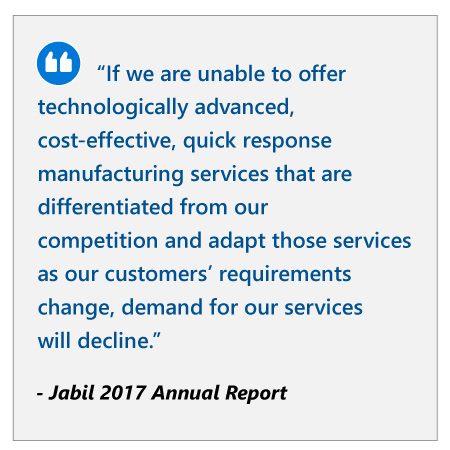 “If we are unable to offer
technologically advanced,
cost-effective, quick response
manufacturing services that are
differentiated from our
competition and adapt those services
as our customers’ requirements
change, demand for our services
will decline.”
- Jabil 2017 Annual Report